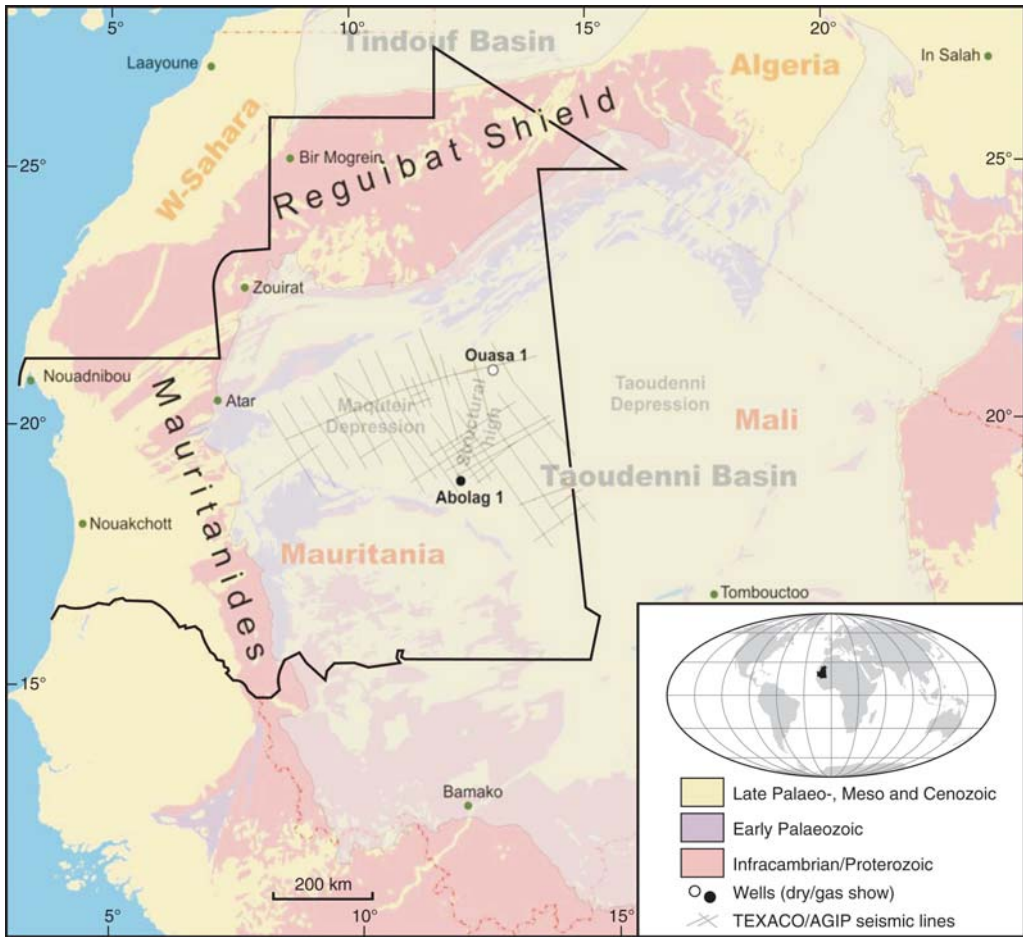 5°
10°
15°
20°
Tindouf Basin
Laayoune
Algeria
In Salah
W-Sahara
Reguibat Shield
Bir Mogrein
25°
25°
Zouirat
Ouasa 1
Nouadnibou
Atar
Maquteir
Depression
Structural
high
Taoudenni
Depression
20°
20°
Mali
Mauritanides
Taoudenni Basin
Abolag 1
Nouakchott
Mauritania
Tombouctoo
15°
Bamako
200 km
5°
10°
15°
Late Palaeo-, Meso and Cenozoic
Early Palaeozoic
Infracambrian/Proterozoic
Wells (dry/gas show)
TEXACO/AGIP seismic lines